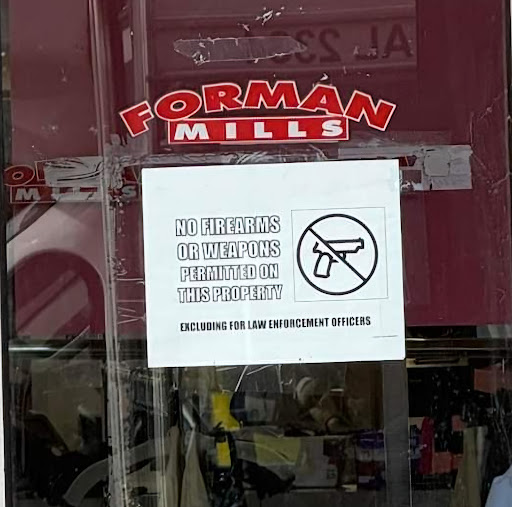 FORMAN
MILLS
NO FIREARMS
OR WEAPONS
PERMITTED ON
THIS PROPERTY
EXCLUDING FOR LAW ENFORCEMENT OFFICERS